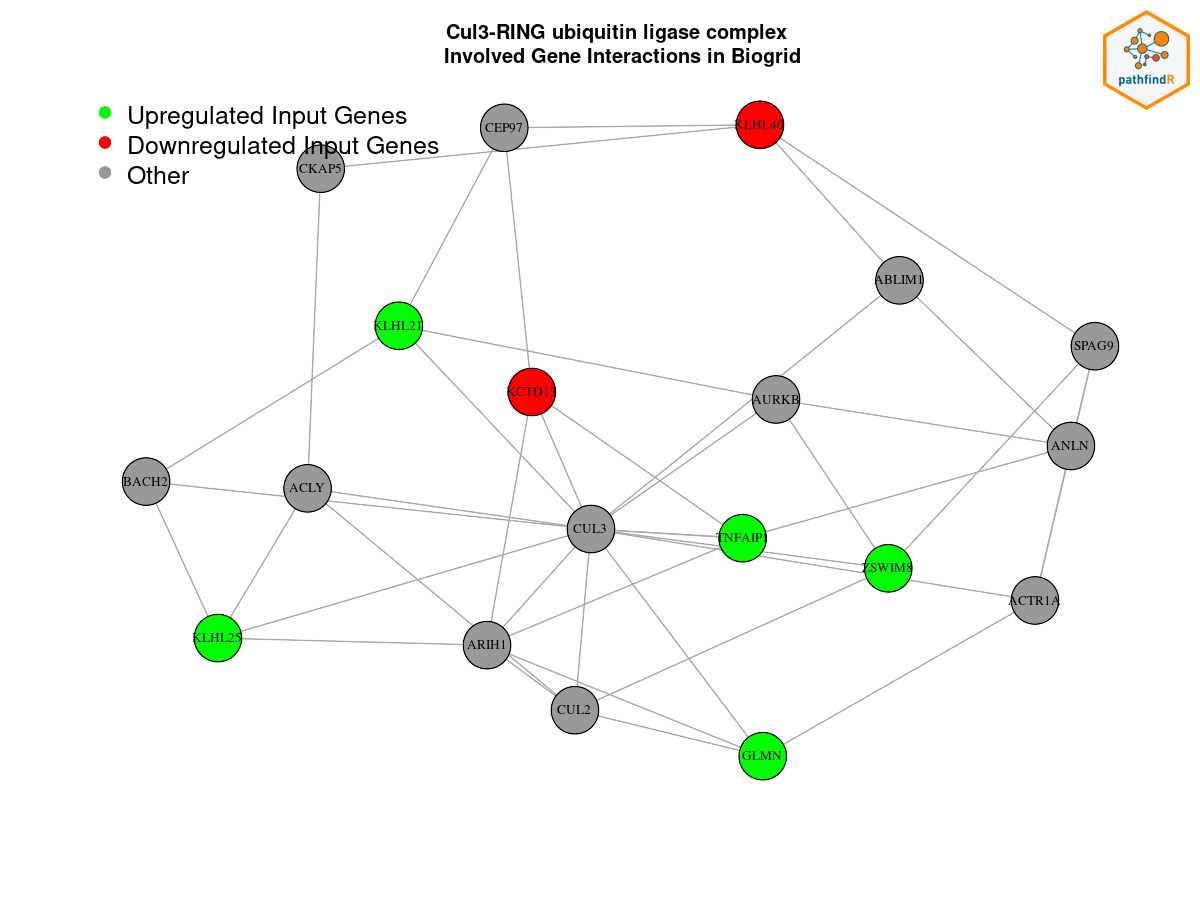 Cul3-RING ubiquitin ligase complex
Involved Gene Interactions in Biogrid
pathfindR
Upregulated Input Genes
Downregulated Input Genes
Other
CEP97
KLHL40
CKAP5
ABLIM1
KLHL21
SPAG9
KCTD13
AURKB
ANLN
BACH2
ACLY
CUL3
TNFAIP1
ZSWIM8
ACTR1A
KLHL25
ARIH1
CUL2
GLMN